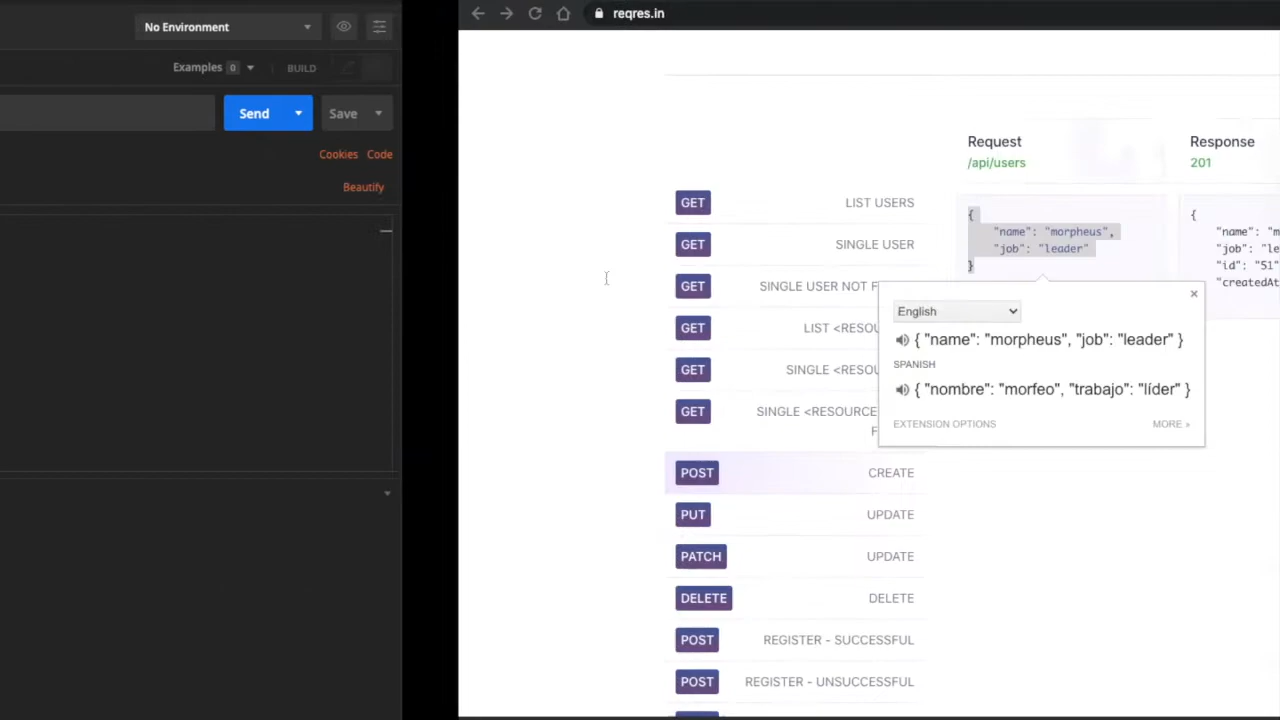 No Environment
Examples 0
BUILD
Send
Save
Cookies Code
Beautify
reqres.in
Request
/api/users
Response
201
GET LIST USERS
GET SINGLE USER
GET SINGLE USER NOT F
GET LIST <RESOU
GET SINGLE <RESOU
GET SINGLE <RESOURCE
F
POST CREATE
PUT UPDATE
PATCH UPDATE
DELETE DELETE
POST REGISTER - SUCCESSFUL
POST REGISTER - UNSUCCESSFUL
{
"name": "morpheus",
"job": "leader"
}
{
"name": "m
"job": "le
"id": "51"
"createdAt
English
{ "name": "morpheus", "job": "leader" }
SPANISH
{ "nombre": "morfeo", "trabajo": "líder" }
EXTENSION OPTIONS
MORE »